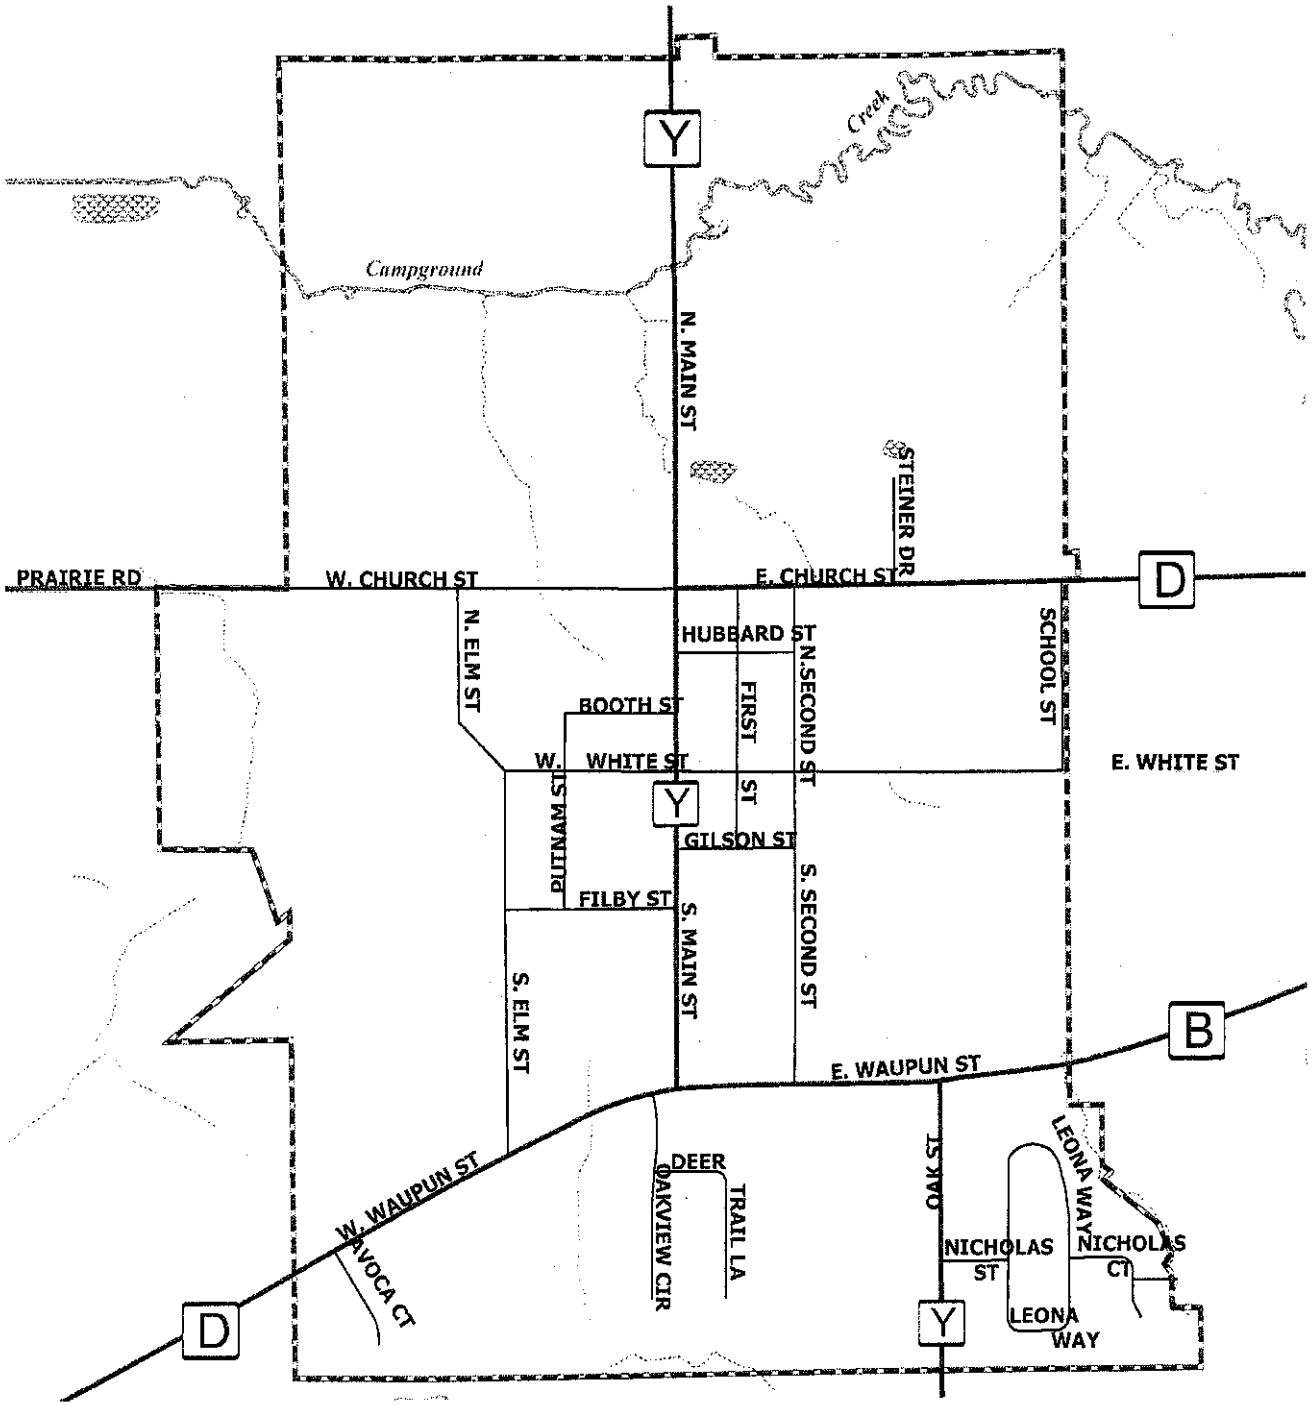 Y
Creek
Campground
N. MAIN ST
STEINER DR
PRAIRIE RD
W. CHURCH ST
E. CHURCH ST
D
N. ELM ST
HUBBARD ST
N.SECOND ST
SCHOOL ST
FIRST
ST
BOOTH ST
W. WHITE ST
E. WHITE ST
PUTNAM ST
Y
GILSON ST
FILBY ST
S. MAIN ST
S. SECOND ST
S. ELM ST
B
E. WAUPUN ST
W. WAUPUN ST
DEER
TRAIL LA
OAKVIEW CIR
OAK ST
LEONA WAY
AVOCA CT
NICHOLAS
ST
NICHOLAS
CT
D
Y
LEONA
WAY